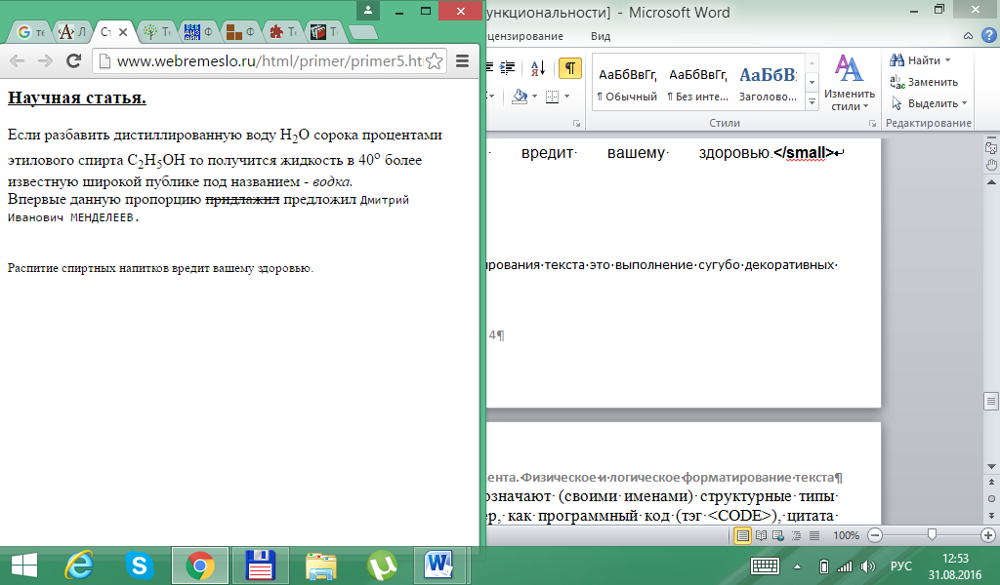 те
Л
Ст
Те
Ф
Ф
Те
Те
www.webremeslo.ru/html/primer/primer5.ht
Научная статья.
Если разбавить дистиллированную воду H2O сорока процентами
этилового спирта C2H5OH то получится жидкость в 40o более
известную широкой публике под названием - водка.
Впервые данную пропорцию придлажил предложил Дмитрий
Иванович МЕНДЕЛЕЕВ.
Распитие спиртных напитков вредит вашему здоровью.
ункциональности] - Microsoft Word
цензирование Вид
АаБбВвГг, АаБбВвГг, АаБбВ
¶ Обычный ¶ Без инте... Заголово...
Изменить
стили
Стили
Найти
Заменить
Выделить
Редактирование
вредит вашему здоровью.</small>
рования текста это выполнение сугубо декоративных
4¶
ента. Физическое и логическое форматирование текста¶
означают (своими именами) структурные типы
ер, как программный код (тэг <CODE>), цитата
100%
РУС
12:53
31.08.2016